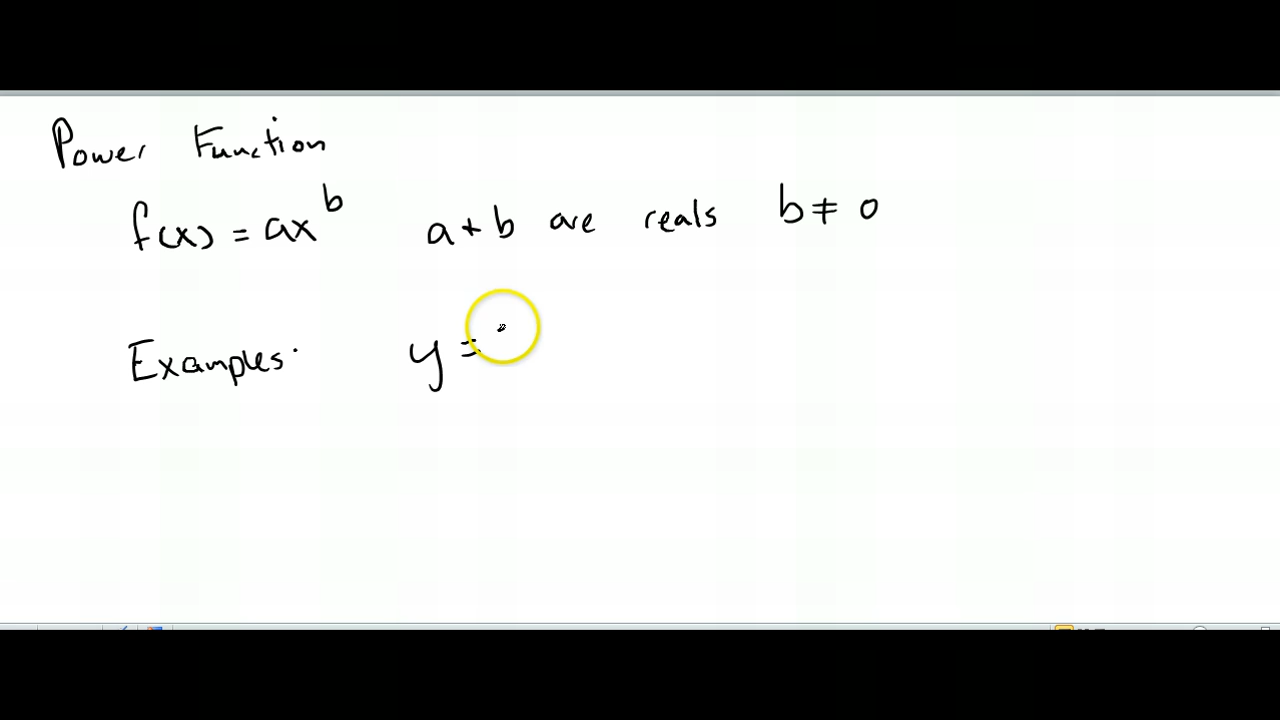 Power Function
f(x) = ax^b a + b are reals b ≠ 0
Examples: y =